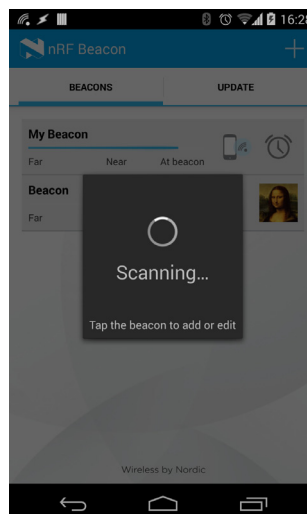 16:28
nRF Beacon
BEACONS UPDATE
My Beacon
Far Near At beacon
Beacon
Far
Scanning...
Tap the beacon to add or edit
Wireless by Nordic